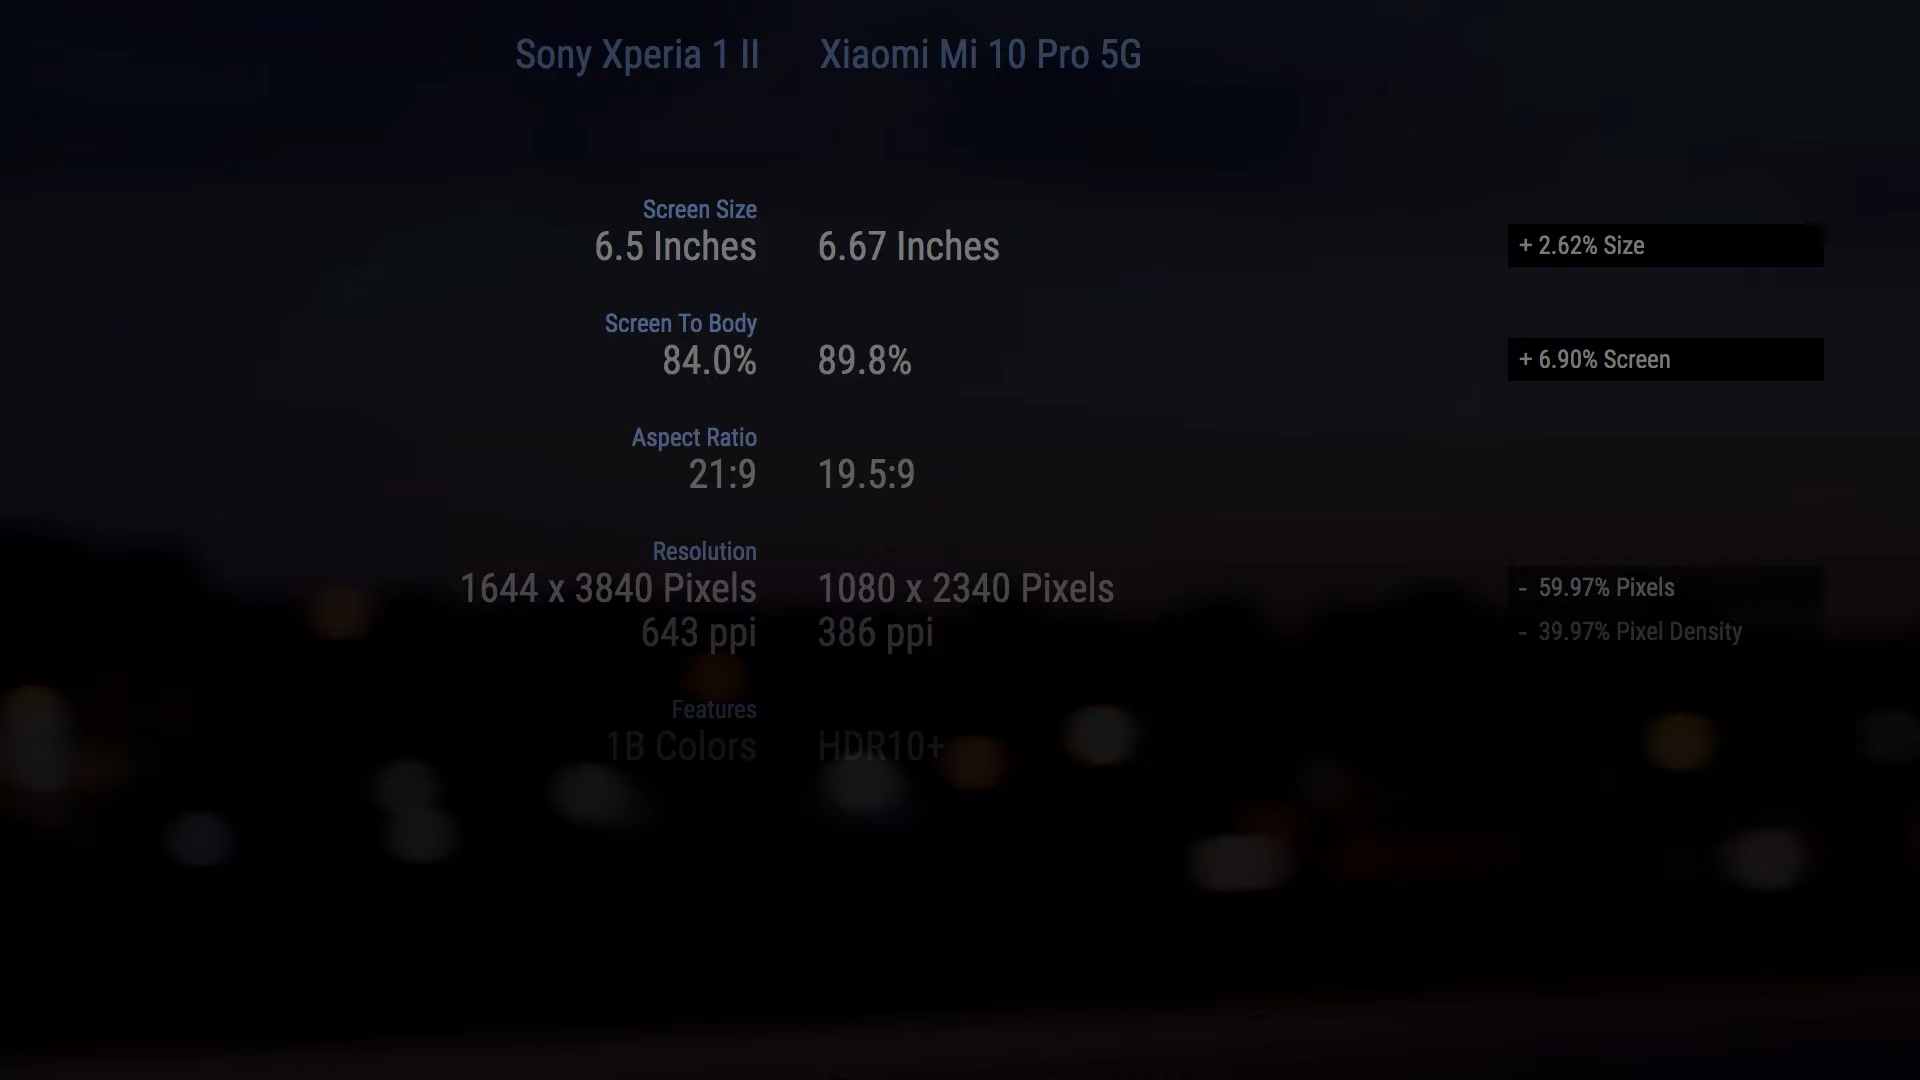 Sony Xperia 1 II Xiaomi Mi 10 Pro 5G
Screen Size
6.5 Inches 6.67 Inches + 2.62% Size
Screen To Body
84.0% 89.8% + 6.90% Screen
Aspect Ratio
21:9 19.5:9
Resolution
1644 x 3840 Pixels 1080 x 2340 Pixels - 59.97% Pixels
643 ppi 386 ppi - 39.97% Pixel Density
Features
1B Colors HDR10+